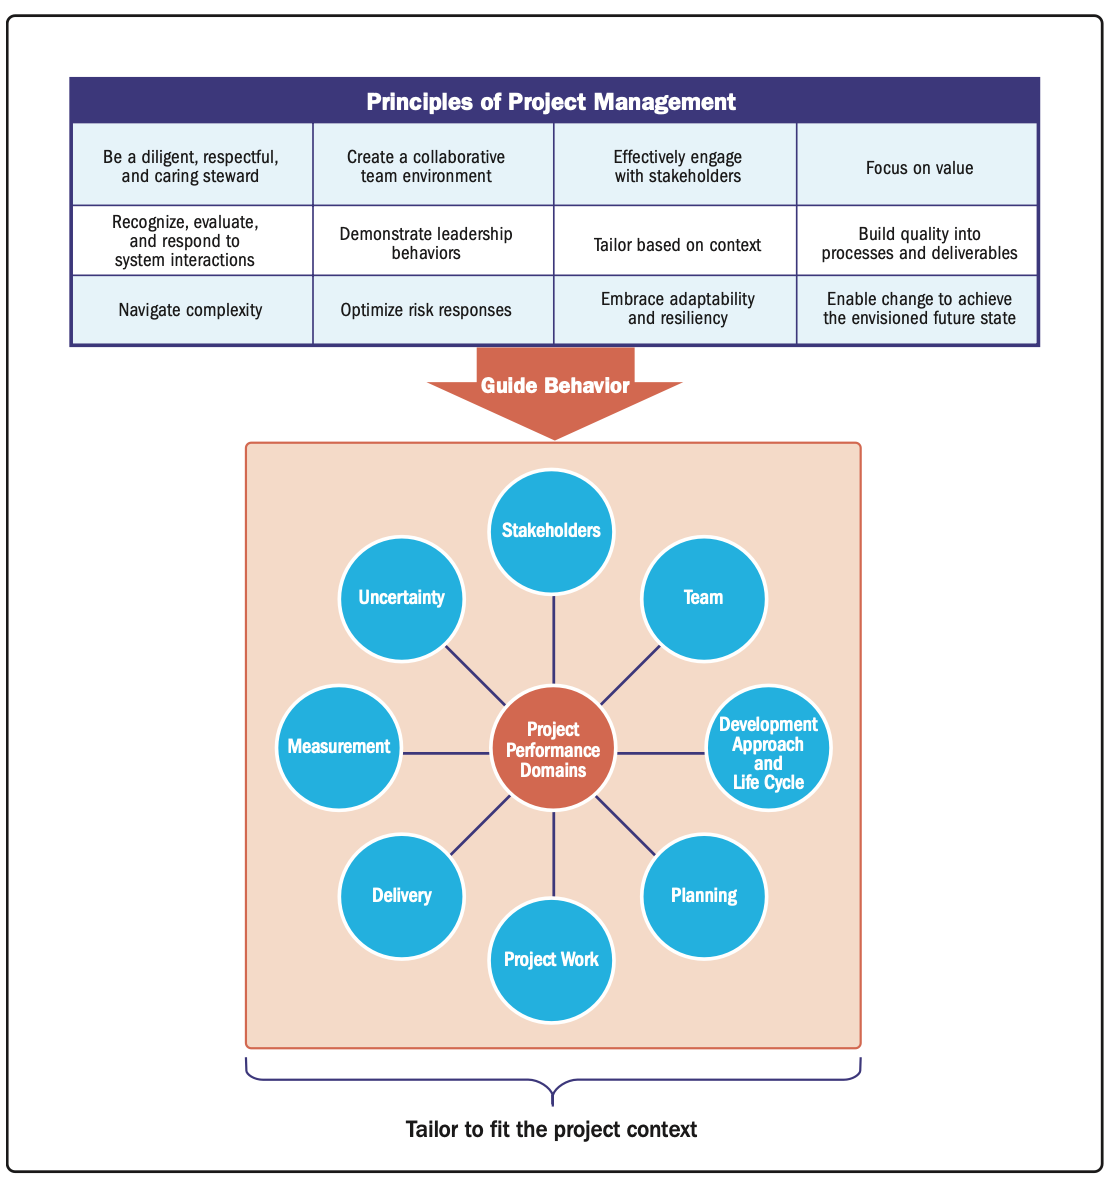 Principles of Project Management
Be a diligent, respectful,
and caring steward
Create a collaborative
team environment
Effectively engage
with stakeholders
Focus on value
Recognize, evaluate,
and respond to
system interactions
Demonstrate leadership
behaviors
Tailor based on context
Build quality into
processes and deliverables
Navigate complexity
Optimize risk responses
Embrace adaptability
and resiliency
Enable change to achieve
the envisioned future state
Guide Behavior
Stakeholders
Uncertainty
Team
Measurement
Project
Performance
Domains
Development
Approach
and
Life Cycle
Delivery
Planning
Project Work
Tailor to fit the project context